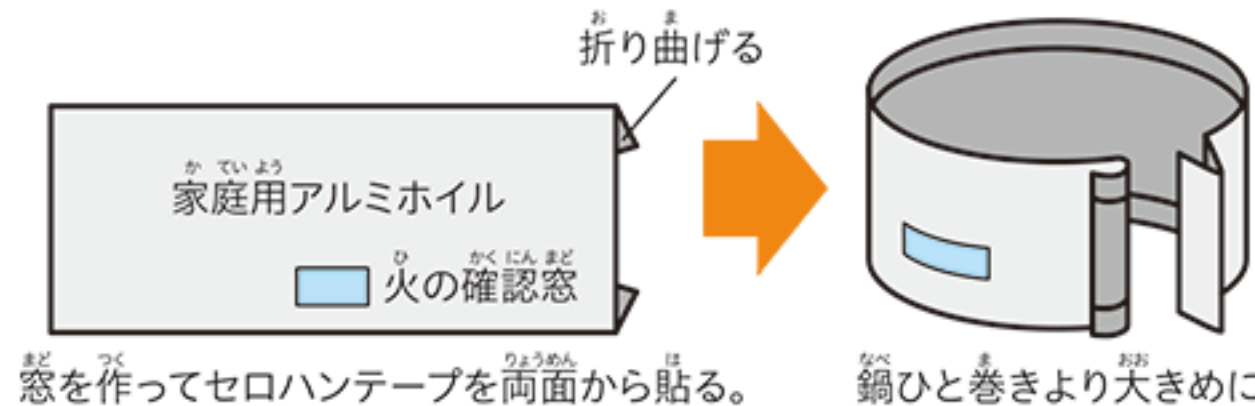 折り曲げる
家庭用アルミホイル
火の確認窓
窓を作ってセロハンテープを両面から貼る。
鍋ひと巻きより大きめに